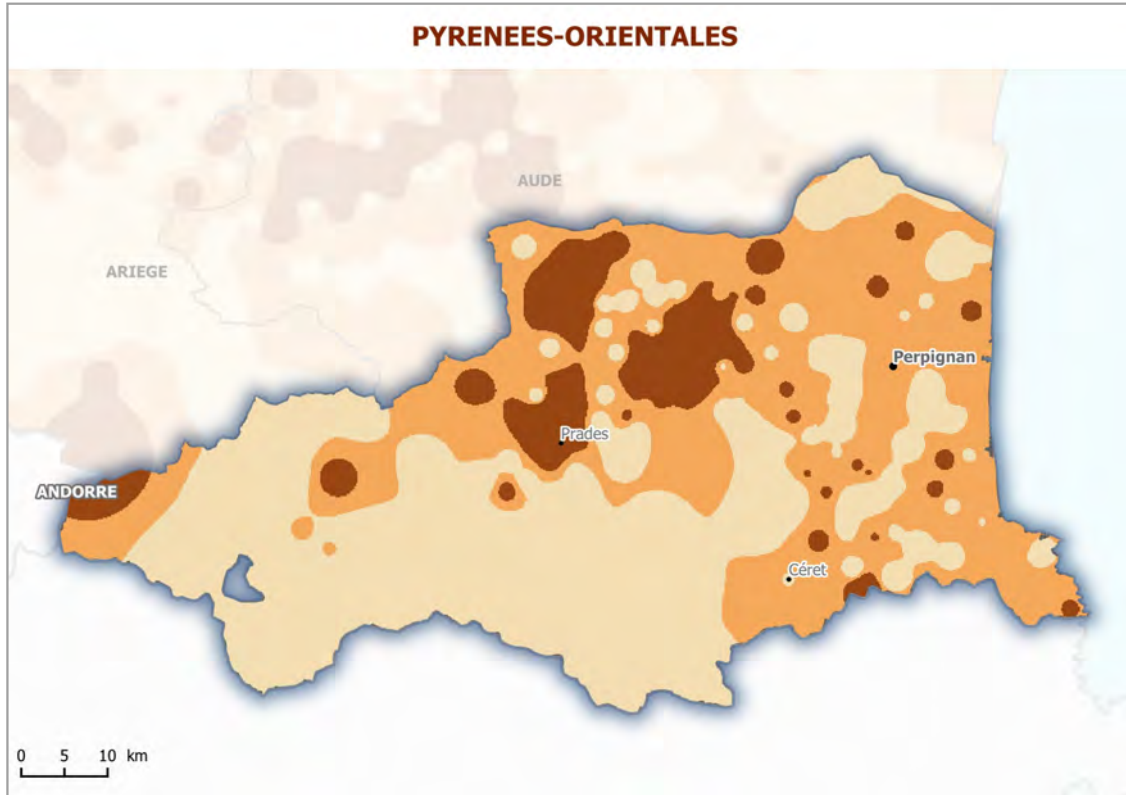 PYRENEES-ORIENTALES
AUDE
ARIEGE
Perpignan
Prades
ANDORRE
Céret
0 5 10 km